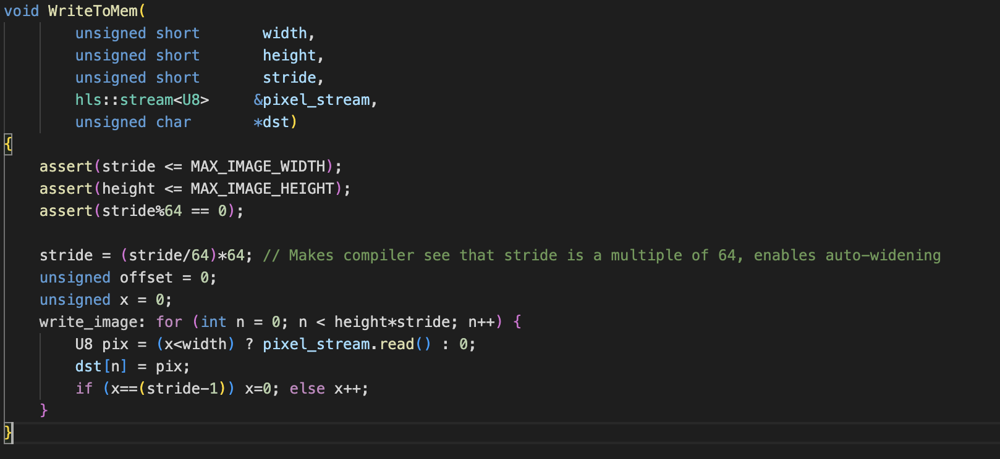 void WriteToMem(
        unsigned short       width,
        unsigned short       height,
        unsigned short       stride,
        hls::stream<U8>     &pixel_stream,
        unsigned char       *dst)
{
    assert(stride <= MAX_IMAGE_WIDTH);
    assert(height <= MAX_IMAGE_HEIGHT);
    assert(stride%64 == 0);

    stride = (stride/64)*64; // Makes compiler see that stride is a multiple of 64, enables auto-widening
    unsigned offset = 0;
    unsigned x = 0;
    write_image: for (int n = 0; n < height*stride; n++) {
        U8 pix = (x<width) ? pixel_stream.read() : 0;
        dst[n] = pix;
        if (x==(stride-1)) x=0; else x++;
    }
}